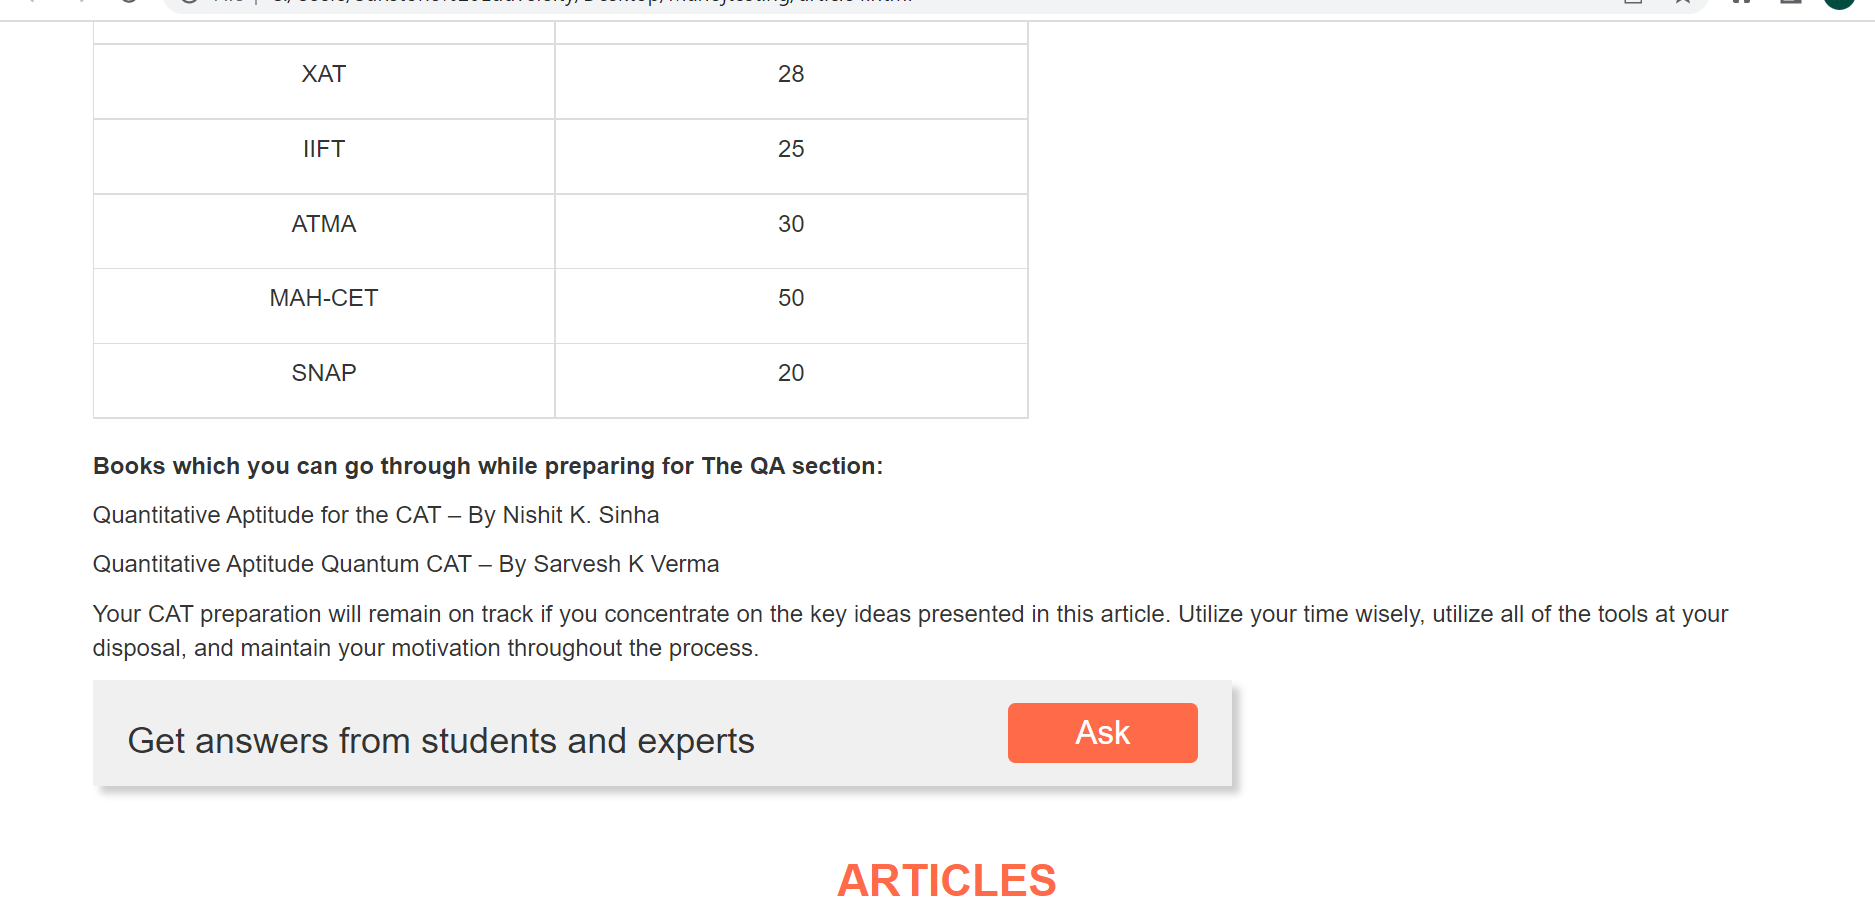 XAT 28
IIFT 25
ATMA 30
MAH-CET 50
SNAP 20
Books which you can go through while preparing for The QA section:
Quantitative Aptitude for the CAT – By Nishit K. Sinha
Quantitative Aptitude Quantum CAT – By Sarvesh K Verma
Your CAT preparation will remain on track if you concentrate on the key ideas presented in this article. Utilize your time wisely, utilize all of the tools at your
disposal, and maintain your motivation throughout the process.
Get answers from students and experts
Ask
ARTICLES